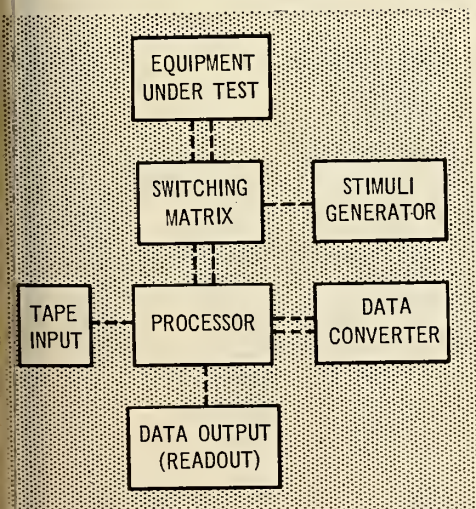 EQUIPMENT
UNDER TEST
SWITCHING
MATRIX
STIMULI
GENERATOR
TAPE
INPUT
PROCESSOR
DATA
CONVERTER
DATA OUTPUT
(READOUT)